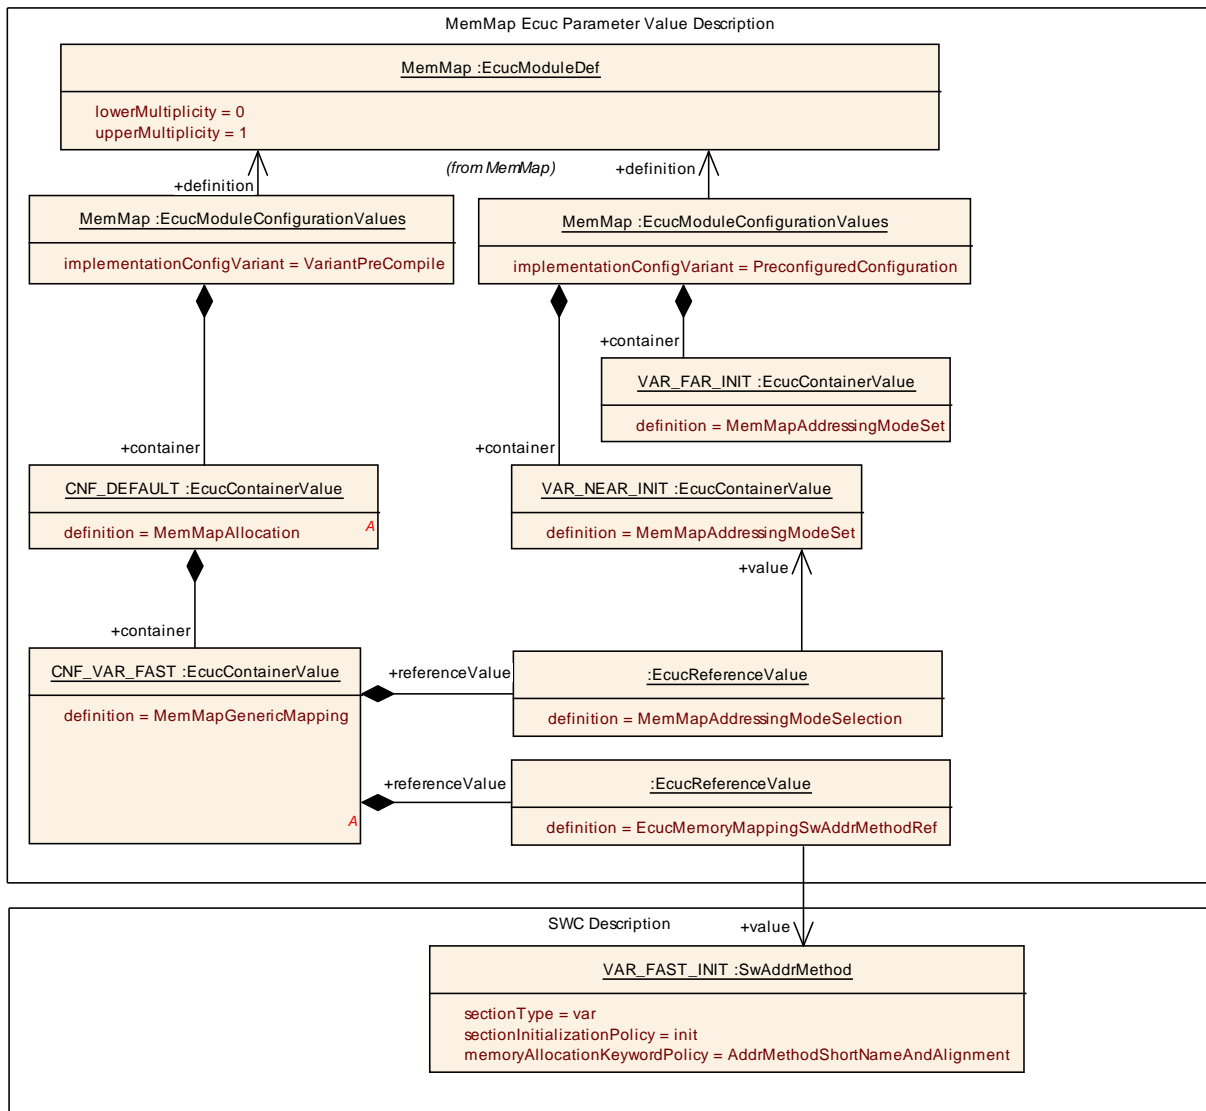 MemMap Ecuc Parameter Value Description
MemMap :EcucModuleDef
lowerMultiplicity = 0
upperMultiplicity = 1
(from MemMap)
+definition
+definition
MemMap :EcucModuleConfigurationValues
implementationConfigVariant = VariantPreCompile
MemMap :EcucModuleConfigurationValues
implementationConfigVariant = PreconfiguredConfiguration
+container
VAR_FAR_INIT :EcucContainerValue
definition = MemMapAddressingModeSet
+container
+container
CNF_DEFAULT :EcucContainerValue
definition = MemMapAllocation
A
VAR_NEAR_INIT :EcucContainerValue
definition = MemMapAddressingModeSet
+value
+container
CNF_VAR_FAST :EcucContainerValue
definition = MemMapGenericMapping
A
+referenceValue
:EcucReferenceValue
definition = MemMapAddressingModeSelection
+referenceValue
:EcucReferenceValue
definition = EcucMemoryMappingSwAddrMethodRef
SWC Description
+value
VAR_FAST_INIT :SwAddrMethod
sectionType = var
sectionInitializationPolicy = init
memoryAllocationKeywordPolicy = AddrMethodShortNameAndAlignment